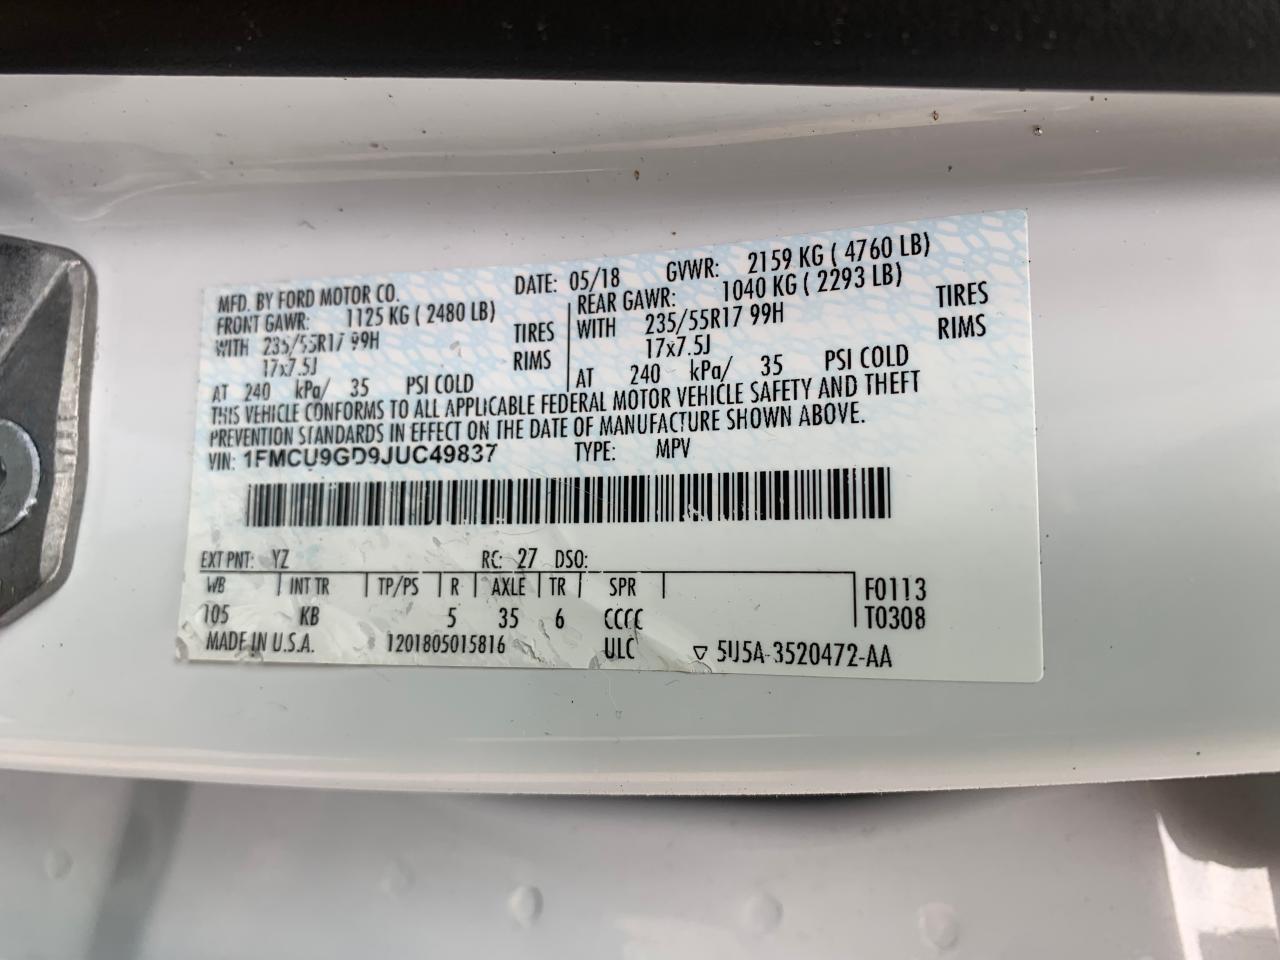 MFD. BY FORD MOTOR CO. DATE: 05/18 GVWR: 2159 KG ( 4760 LB)
FRONT GAWR: 1125 KG ( 2480 LB) REAR GAWR: 1040 KG ( 2293 LB)
WITH 235/55R17 99H TIRES WITH 235/55R17 99H TIRES
17x7.5J RIMS 17x7.5J RIMS
AT 240 kPa/ 35 PSI COLD AT 240 kPa/ 35 PSI COLD
THIS VEHICLE CONFORMS TO ALL APPLICABLE FEDERAL MOTOR VEHICLE SAFETY AND THEFT
PREVENTION STANDARDS IN EFFECT ON THE DATE OF MANUFACTURE SHOWN ABOVE.
VIN: 1FMCU9GD9JUC49837 TYPE: MPV
EXT PNT: YZ RC: 27 DSO:
WB INT TR TP/PS R AXLE TR SPR F0113
105 KB 5 35 6 CCCC T0308
MADE IN U.S.A. 1201805015816 ULC ▽ 5U5A-3520472-AA